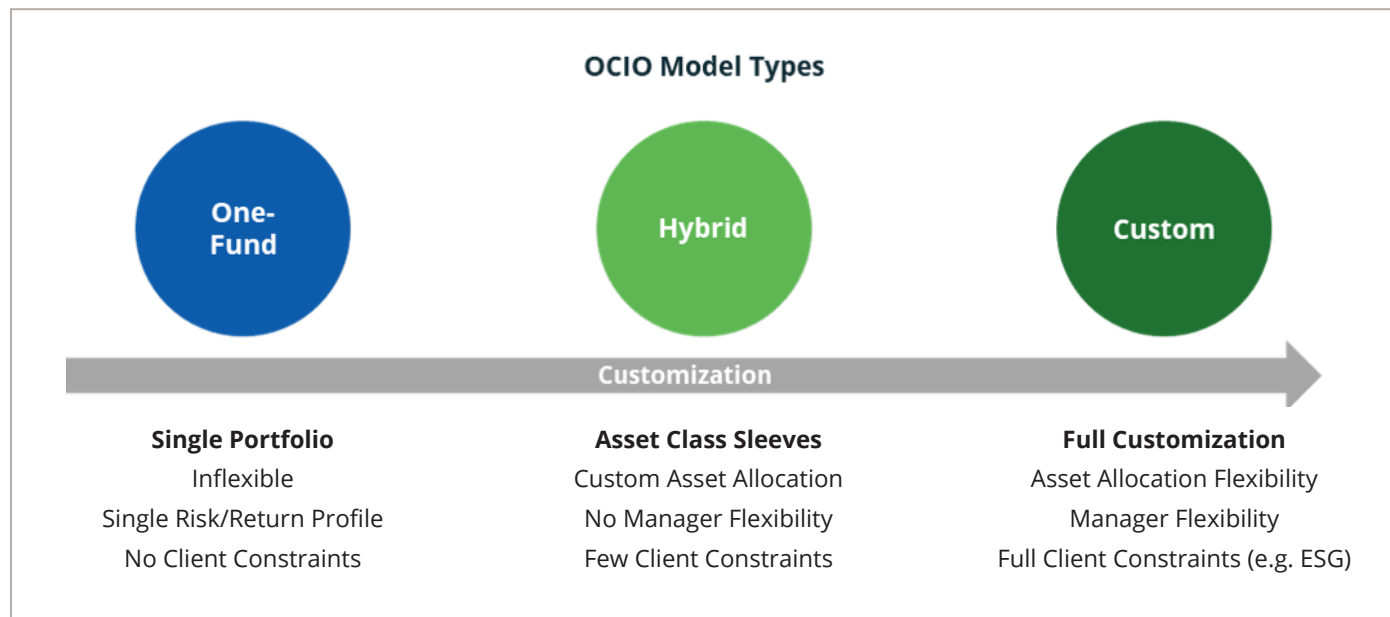 OCIO Model Types
One-
Fund
Hybrid
Custom
Customization
Single Portfolio
Inflexible
Single Risk/Return Profile
No Client Constraints
Asset Class Sleeves
Custom Asset Allocation
No Manager Flexibility
Few Client Constraints
Full Customization
Asset Allocation Flexibility
Manager Flexibility
Full Client Constraints (e.g. ESG)